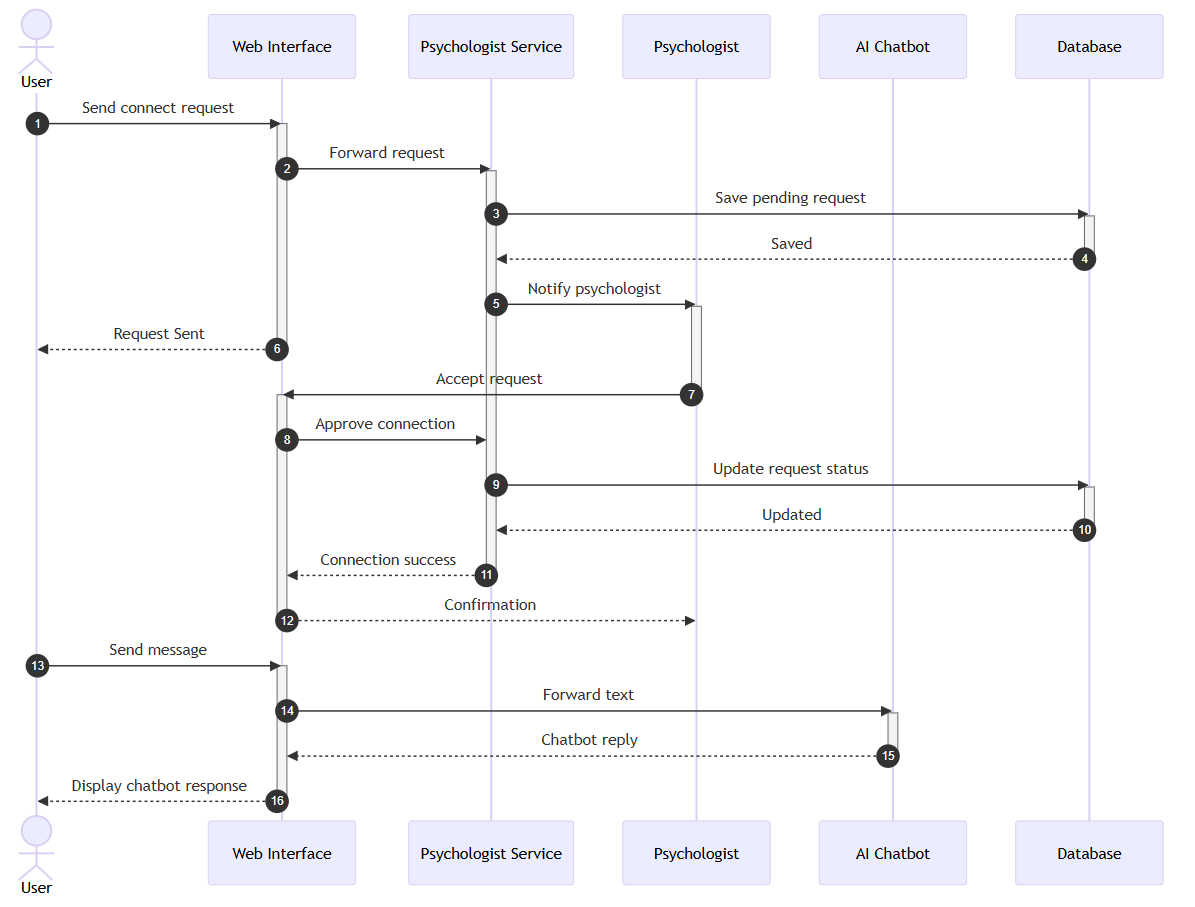 User
Web Interface
Psychologist Service
Psychologist
AI Chatbot
Database
Send connect request
1
Forward request
2
Save pending request
3
Saved
4
Notify psychologist
5
Request Sent
6
Accept request
7
Approve connection
8
Update request status
9
Updated
10
Connection success
11
Confirmation
12
Send message
13
Forward text
14
Chatbot reply
15
Display chatbot response
16
User
Web Interface
Psychologist Service
Psychologist
AI Chatbot
Database